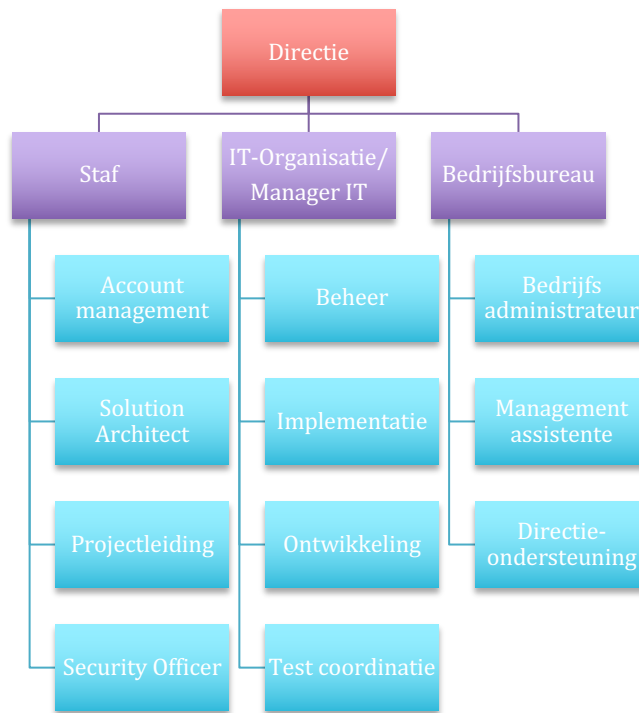 Directie
Staf
IT-Organisatie/
Manager IT
Bedrijfsbureau
Account
management
Beheer
Bedrijfs
administrateur
Solution
Architect
Implementatie
Management
assistente
Projectleiding
Ontwikkeling
Directie-
ondersteuning
Security Officer
Test coordinatie